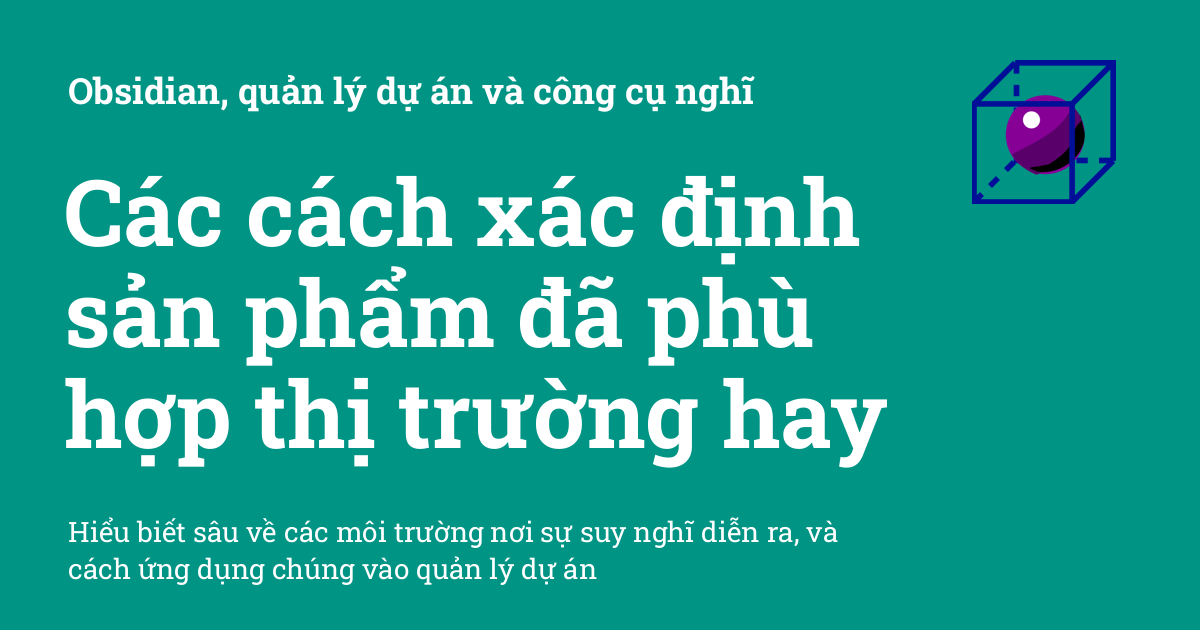 Obsidian, quản lý dự án và công cụ nghĩ
Các cách xác định
sản phẩm đã phù
hợp thị trường hay
Hiểu biết sâu về các môi trường nơi sự suy nghĩ diễn ra, và
cách ứng dụng chúng vào quản lý dự án